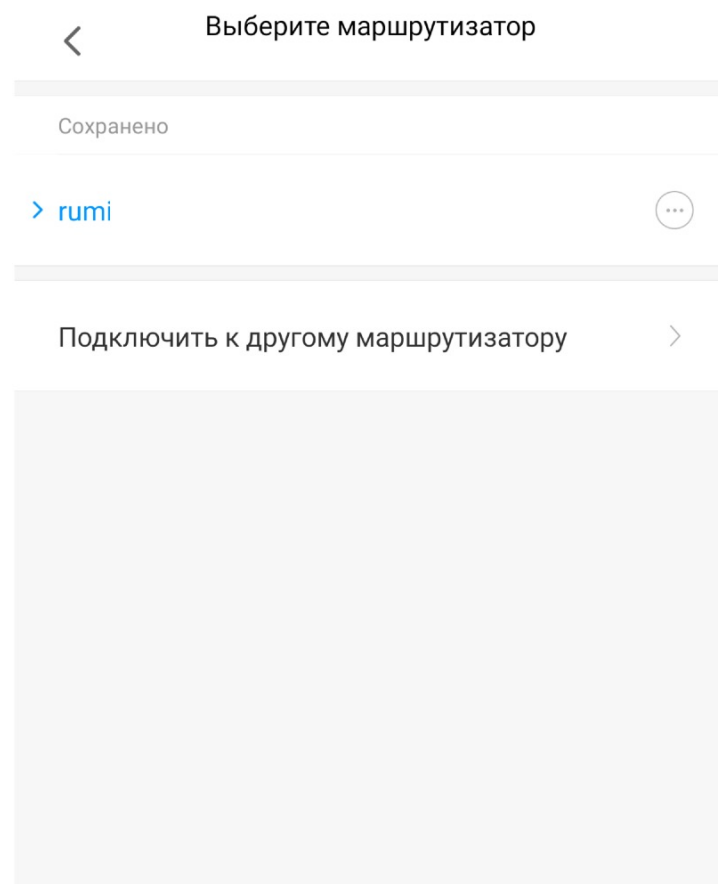 Выберите маршрутизатор
Сохранено
rumi
Подключить к другому маршрутизатору